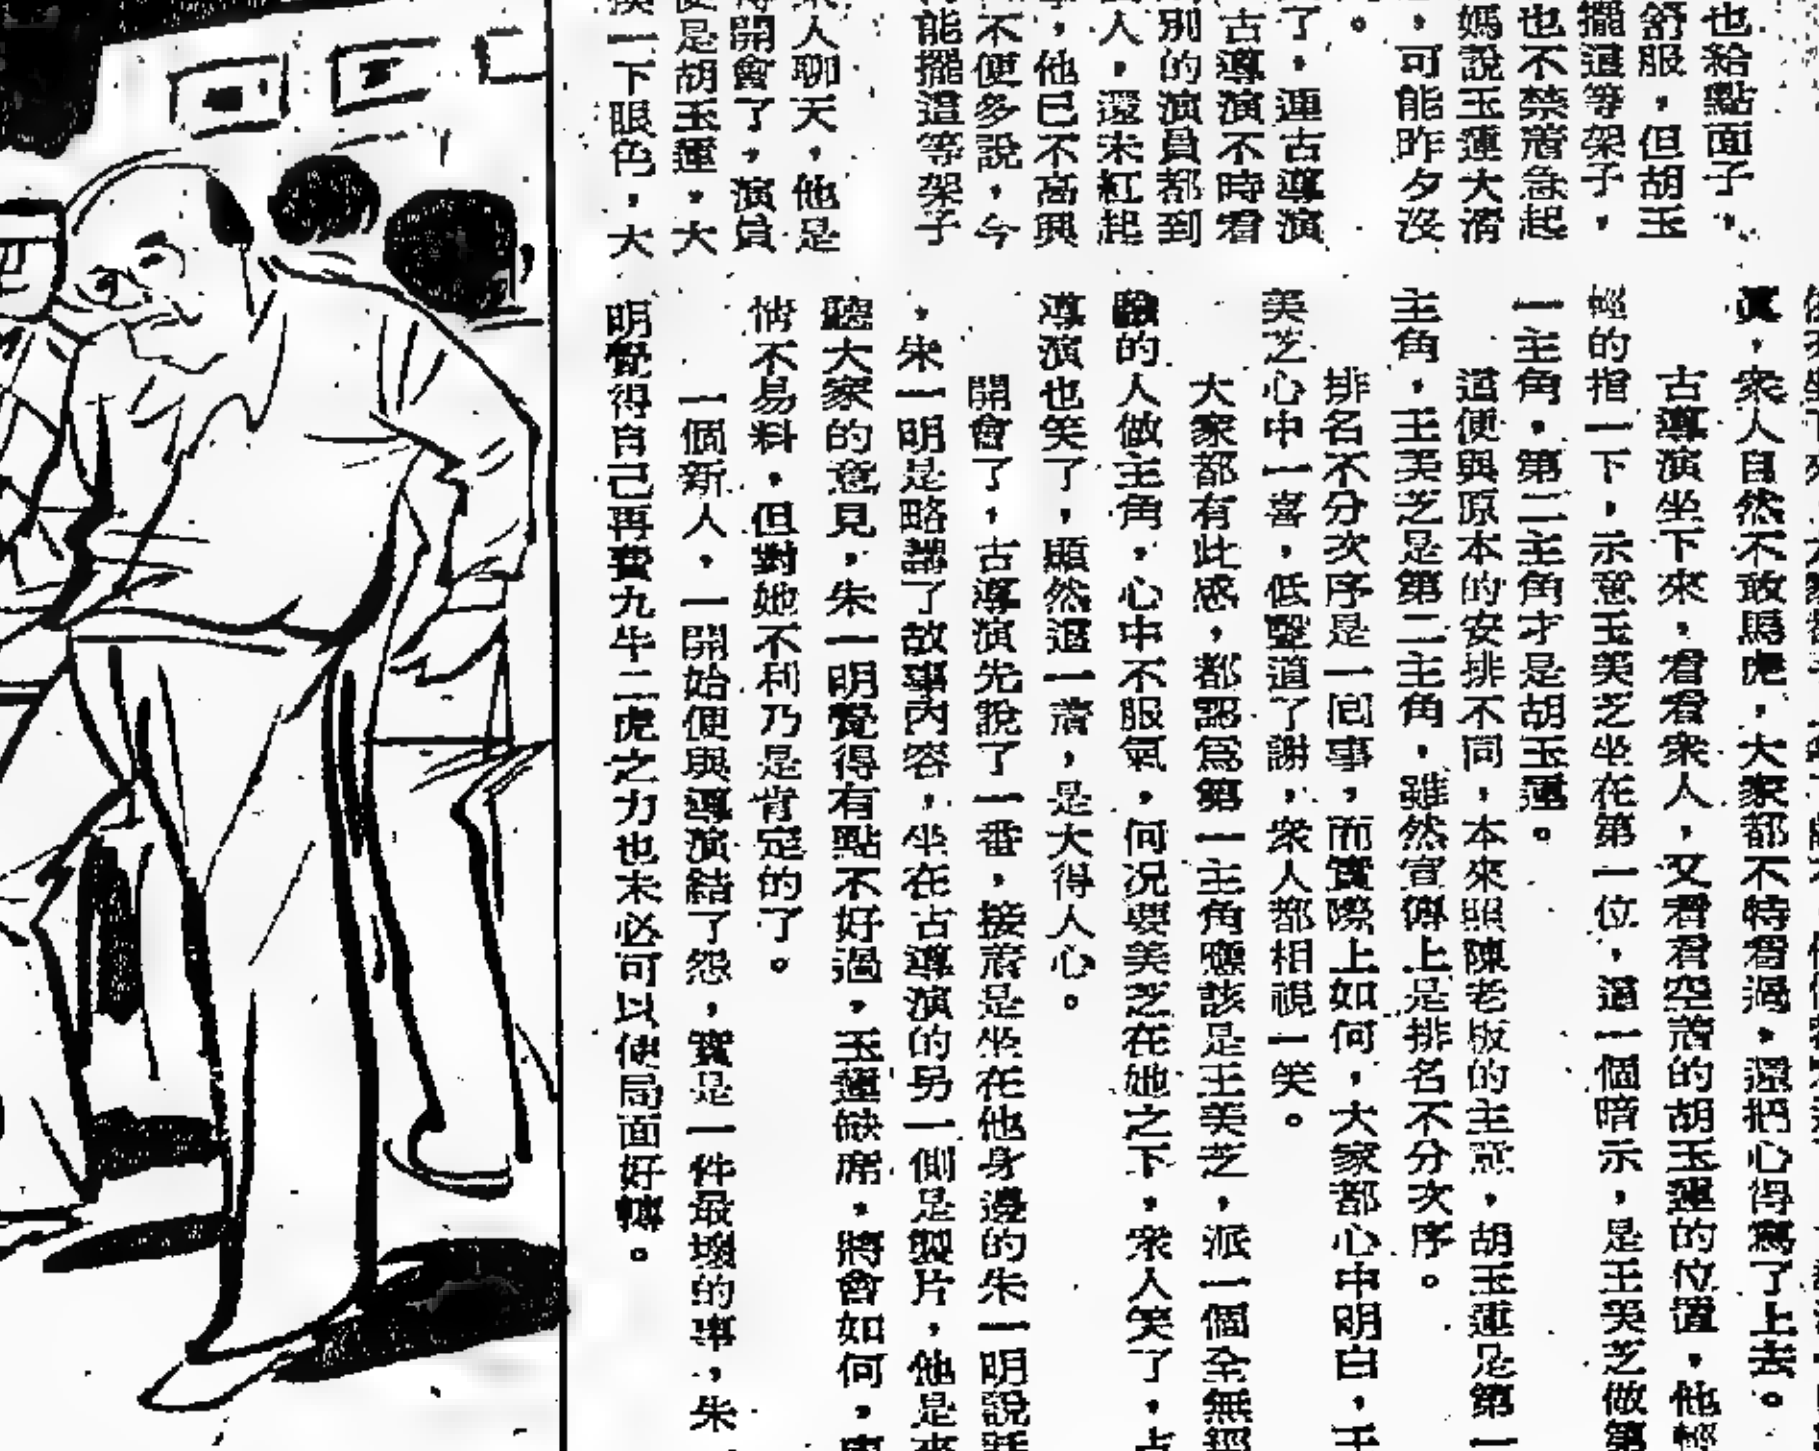 也給點面子，
舒服，但胡玉
擺這等架子，
也不禁着急起
媽說玉蓮大清
，可能昨夕沒
。
了，連古導演
古導演不時看
別的演員都到
人，還未紅起
，他已不高興
不便多說，今
能擺這等架子
人聊天，他是
開會了，演員
是胡玉蓮，大
一下眼色，大
眞，衆人自然不敢馬虎，大家都不特看過，還把心得寫了上去。
古導演坐下來，看看衆人，又看看空着的胡玉蓮的位置，他輕
輕的指一下，示意王美芝坐在第一位，這一個暗示，是王美芝做第
一主角，第二主角才是胡玉蓮。
這便與原本的安排不同，本來照陳老板的主意，胡玉蓮是第一
主角，王美芝是第二主角，雖然宣傳上是排名不分次序。
排名不分次序是一回事，而實際上如何，大家都心中明白，王
美芝心中一喜，低聲道了謝，衆人都相視一笑。
大家都有此感，都認爲第一主角應該是王美芝，派一個全無經
驗的人做主角，心中不服氣，何况要美芝在她之下，衆人笑了，古
導演也笑了，顯然這一着，是大得人心。
開會了，古導演先說了一番，接着是坐在他身邊的朱一明說話
，朱一明是略講了故事內容，坐在古導演的另一側是製片，他是來
聽大家的意見，朱一明覺得有點不好過，玉蓮缺席，將會如何，事
情不易料，但對她不利乃是肯定的了。
一個新人，一開始便與導演結了怨，實是一件最壞的事，朱一
明覺得自己再費九牛二虎之力也未必可以使局面好轉。